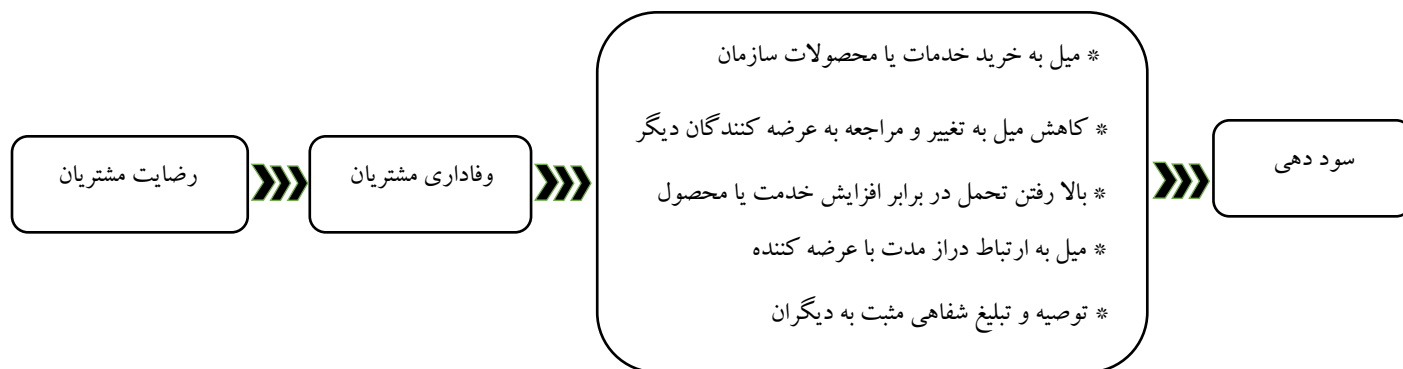 رضایت مشتریان
وفاداری مشتریان
* میل به خرید خدمات یا محصولات سازمان
* کاهش میل به تغییر و مراجعه به عرضه کنندگان دیگر
* بالا رفتن تحمل در برابر افزایش خدمت یا محصول
* میل به ارتباط دراز مدت با عرضه کننده
* توصیه و تبلیغ شفاهی مثبت به دیگران
سود دهی